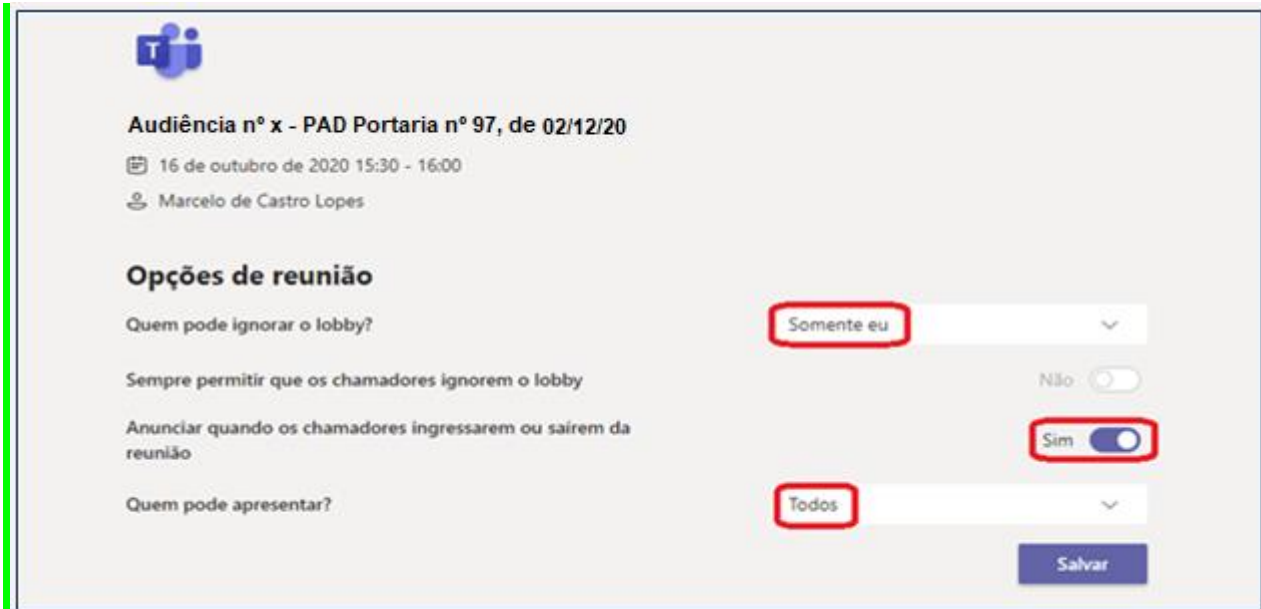 T
Audiência nº x - PAD Portaria nº 97, de 02/12/20
16 de outubro de 2020 15:30 - 16:00
Marcelo de Castro Lopes
Opções de reunião
Quem pode ignorar o lobby?
Somente eu
Sempre permitir que os chamadores ignorem o lobby
Não
Anunciar quando os chamadores ingressarem ou saírem da
reunião
Sim
Quem pode apresentar?
Todos
Salvar